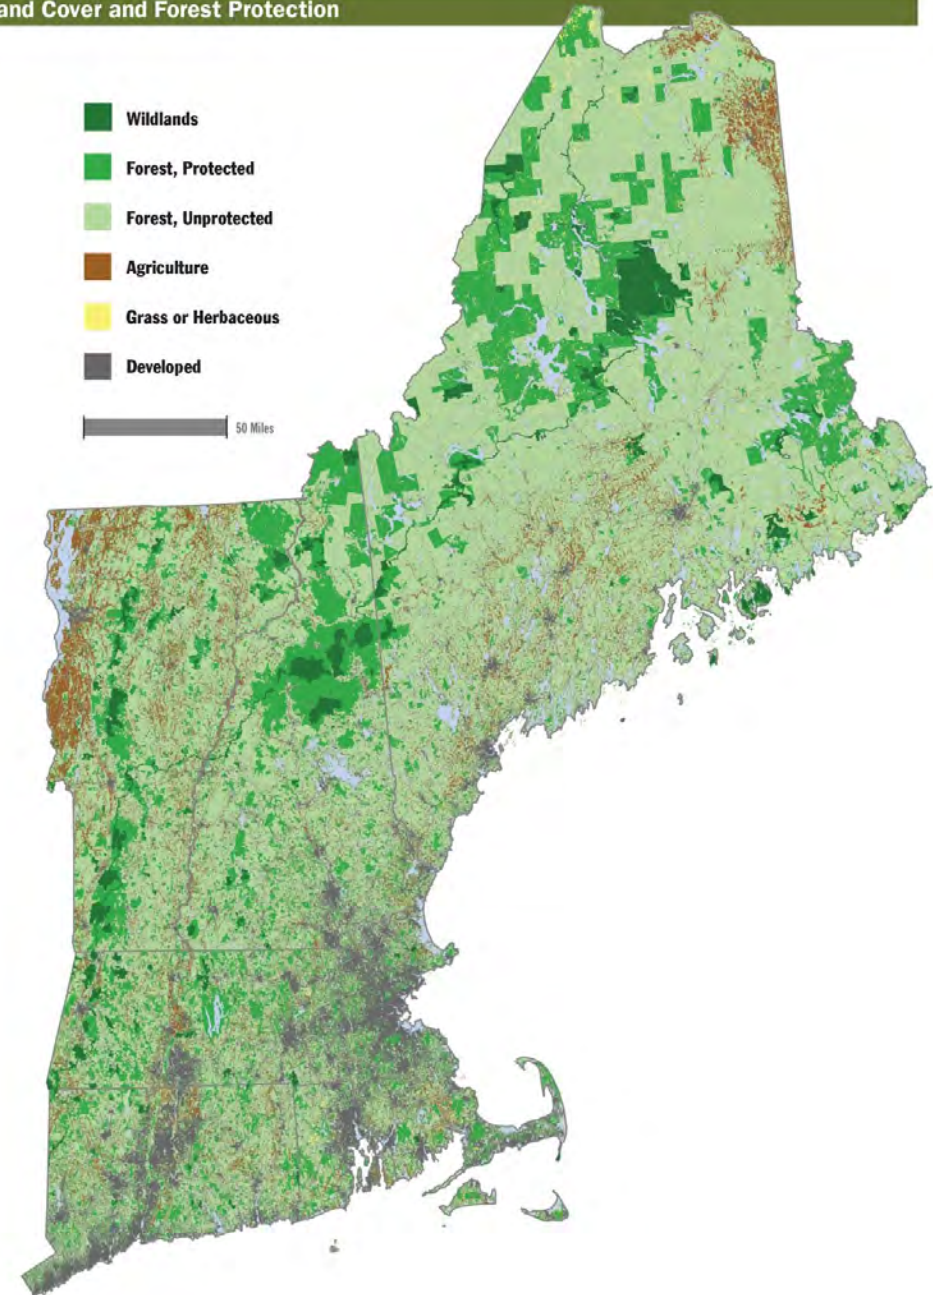 and Cover and Forest Protection
Wildlands
Forest, Protected
Forest, Unprotected
Agriculture
Grass or Herbaceous
Developed
50 Miles